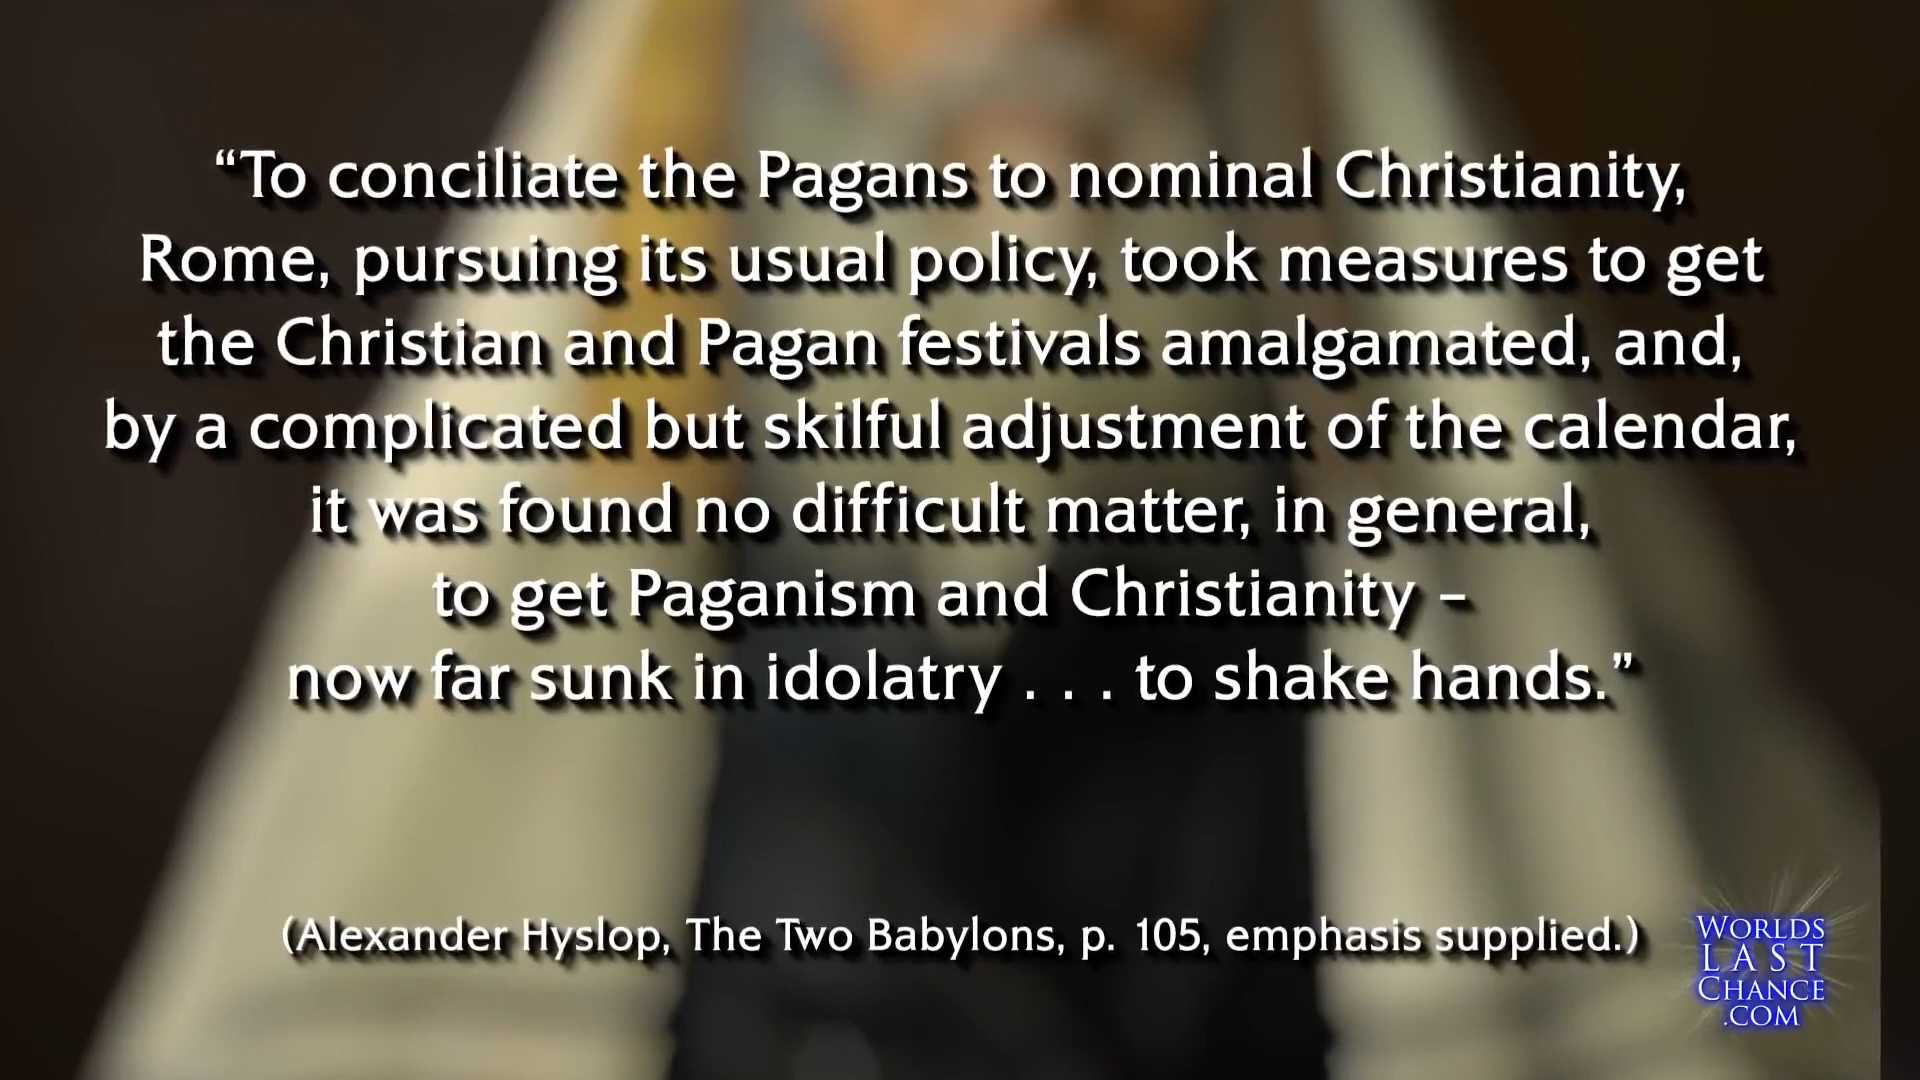 “To conciliate the Pagans to nominal Christianity,
Rome, pursuing its usual policy, took measures to get
the Christian and Pagan festivals amalgamated, and,
by a complicated but skilful adjustment of the calendar,
it was found no difficult matter, in general,
to get Paganism and Christianity –
now far sunk in idolatry . . . to shake hands.”
(Alexander Hyslop, The Two Babylons, p. 105, emphasis supplied.)
WORLDS
LAST
CHANCE
.COM